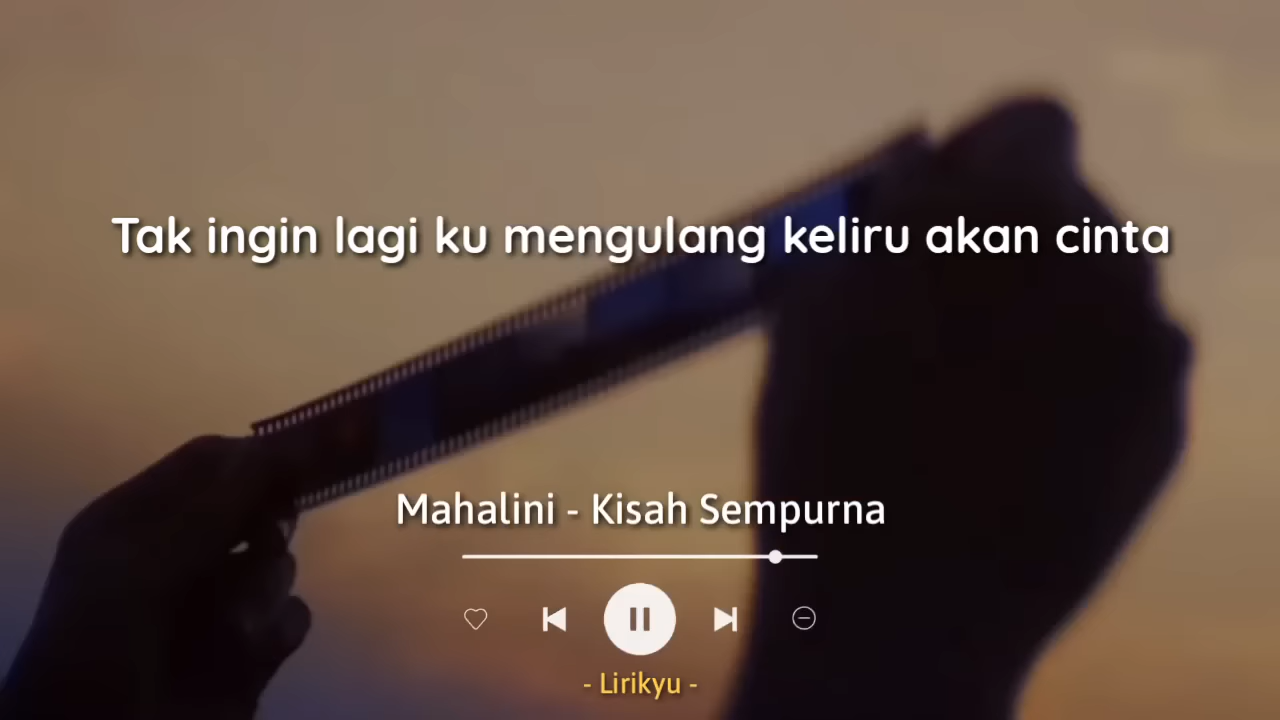 Tak ingin lagi ku mengulang keliru akan cinta
Mahalini - Kisah Sempurna
- Lirikyu -